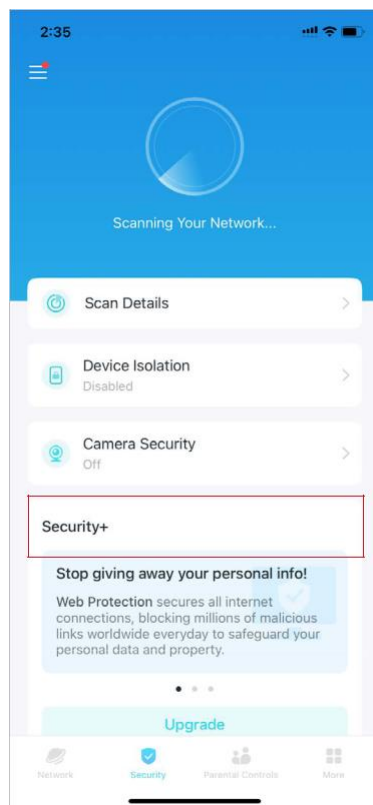 2:35
Scanning Your Network...
Scan Details
Device Isolation
Disabled
Camera Security
Off
Security+
Stop giving away your personal info!
Web Protection secures all internet
connections, blocking millions of malicious
links worldwide everyday to safeguard your
personal data and property.
Upgrade
Network Security Parental Controls More